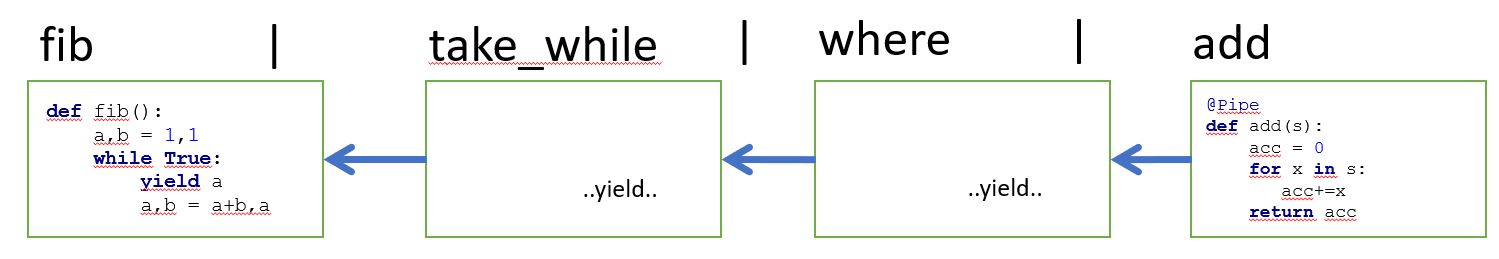 fib | take_while | where | add
def fib():
    a,b = 1,1
    while True:
        yield a
        a,b = a+b,a
..yield..
..yield..
@Pipe
def add(s):
    acc = 0
    for x in s:
        acc+=x
    return acc